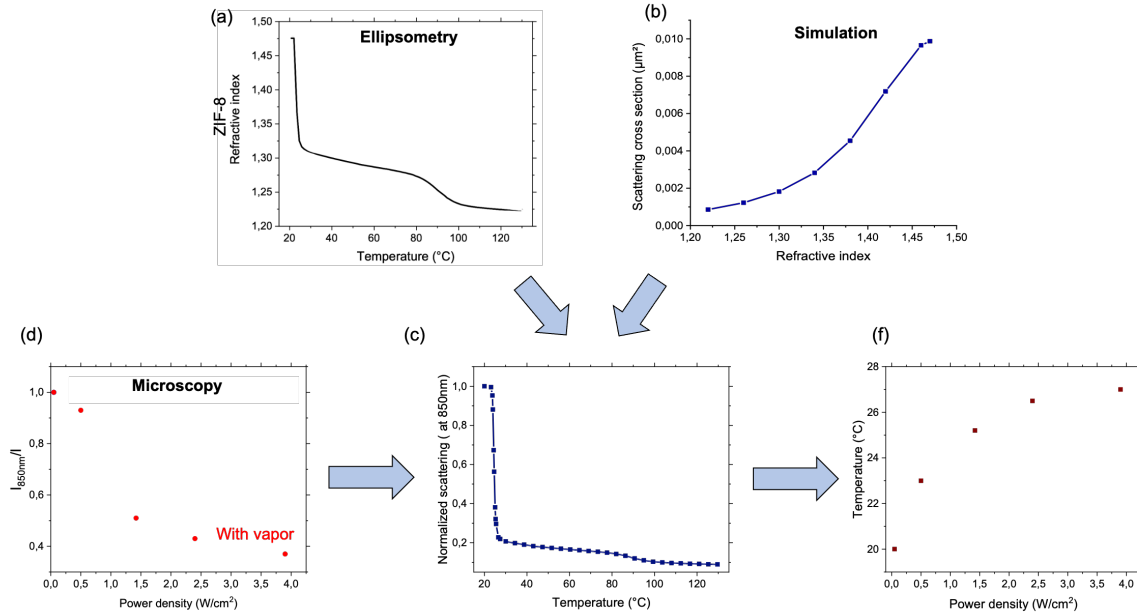 (a)
Ellipsometry
1,50
1,45
1,40
1,35
1,30
1,25
1,20
ZIF-8
Refractive index
20 40 60 80 100 120
Temperature (°C)
(b)
Simulation
0,010
0,008
0,006
0,004
0,002
0,000
Scattering cross section (µm²)
1,20 1,25 1,30 1,35 1,40 1,45 1,50
Refractive index
(d)
Microscopy
1,0
0,8
0,6
0,4
I850nm/I
With vapor
0,0 0,5 1,0 1,5 2,0 2,5 3,0 3,5 4,0
Power density (W/cm²)
(c)
1,0
0,8
0,6
0,4
0,2
Normalized scattering ( at 850nm)
20 40 60 80 100 120
Temperature (°C)
(f)
28
26
24
22
20
Temperature (°C)
0,0 0,5 1,0 1,5 2,0 2,5 3,0 3,5 4,0
Power density (W/cm²)